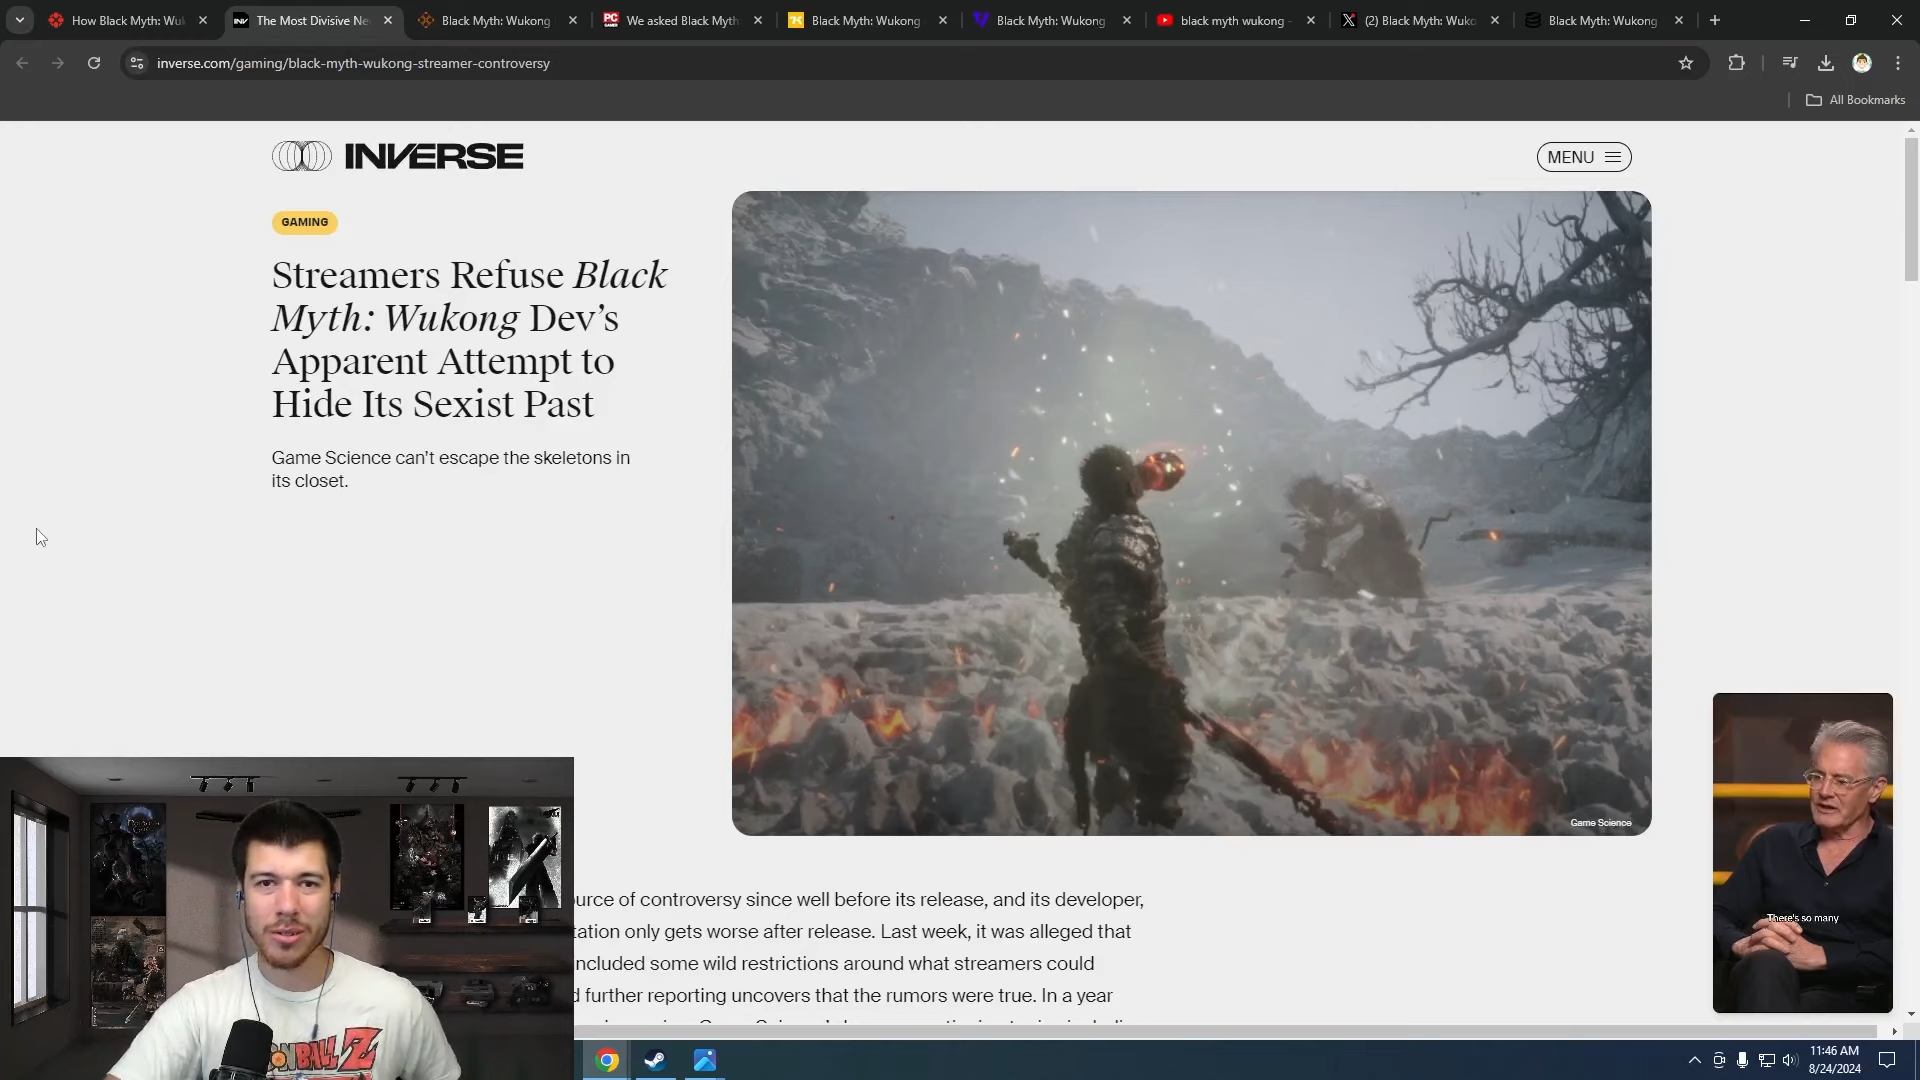 How Black Myth: Wu
The Most Divisive Ne
Black Myth: Wukong
We asked Black Myth
Black Myth: Wukong
Black Myth: Wukong
black myth wukong -
(2) Black Myth: Wuko
Black Myth: Wukong
inverse.com/gaming/black-myth-wukong-streamer-controversy
All Bookmarks
INVERSE
MENU
GAMING
Streamers Refuse Black
Myth: Wukong Dev’s
Apparent Attempt to
Hide Its Sexist Past
Game Science can’t escape the skeletons in
its closet.
Game Science
There's so many
urce of controversy since well before its release, and its developer,
tation only gets worse after release. Last week, it was alleged that
included some wild restrictions around what streamers could
d further reporting uncovers that the rumors were true. In a year
11:46 AM
8/24/2024